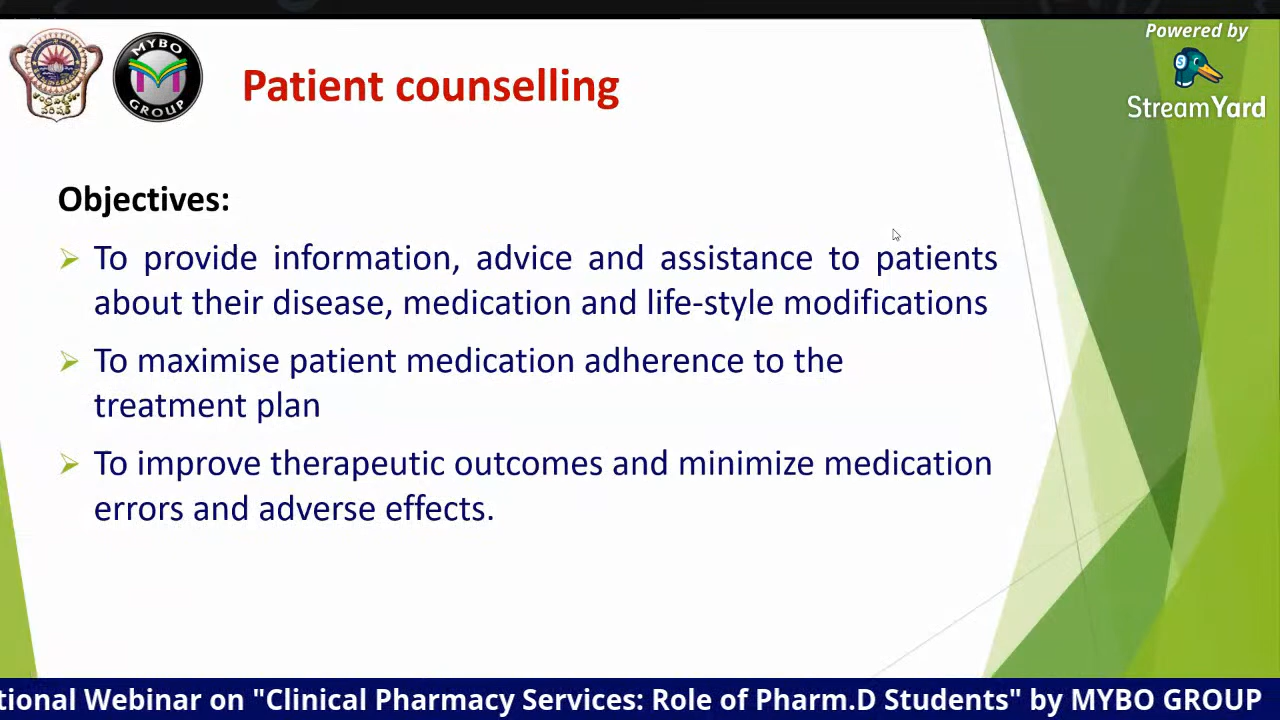 Powered by
StreamYard
MYBO
GROUP
Patient counselling
Objectives:
To provide information, advice and assistance to patients
about their disease, medication and life-style modifications
To maximise patient medication adherence to the
treatment plan
To improve therapeutic outcomes and minimize medication
errors and adverse effects.
tional Webinar on "Clinical Pharmacy Services: Role of Pharm.D Students" by MYBO GROUP